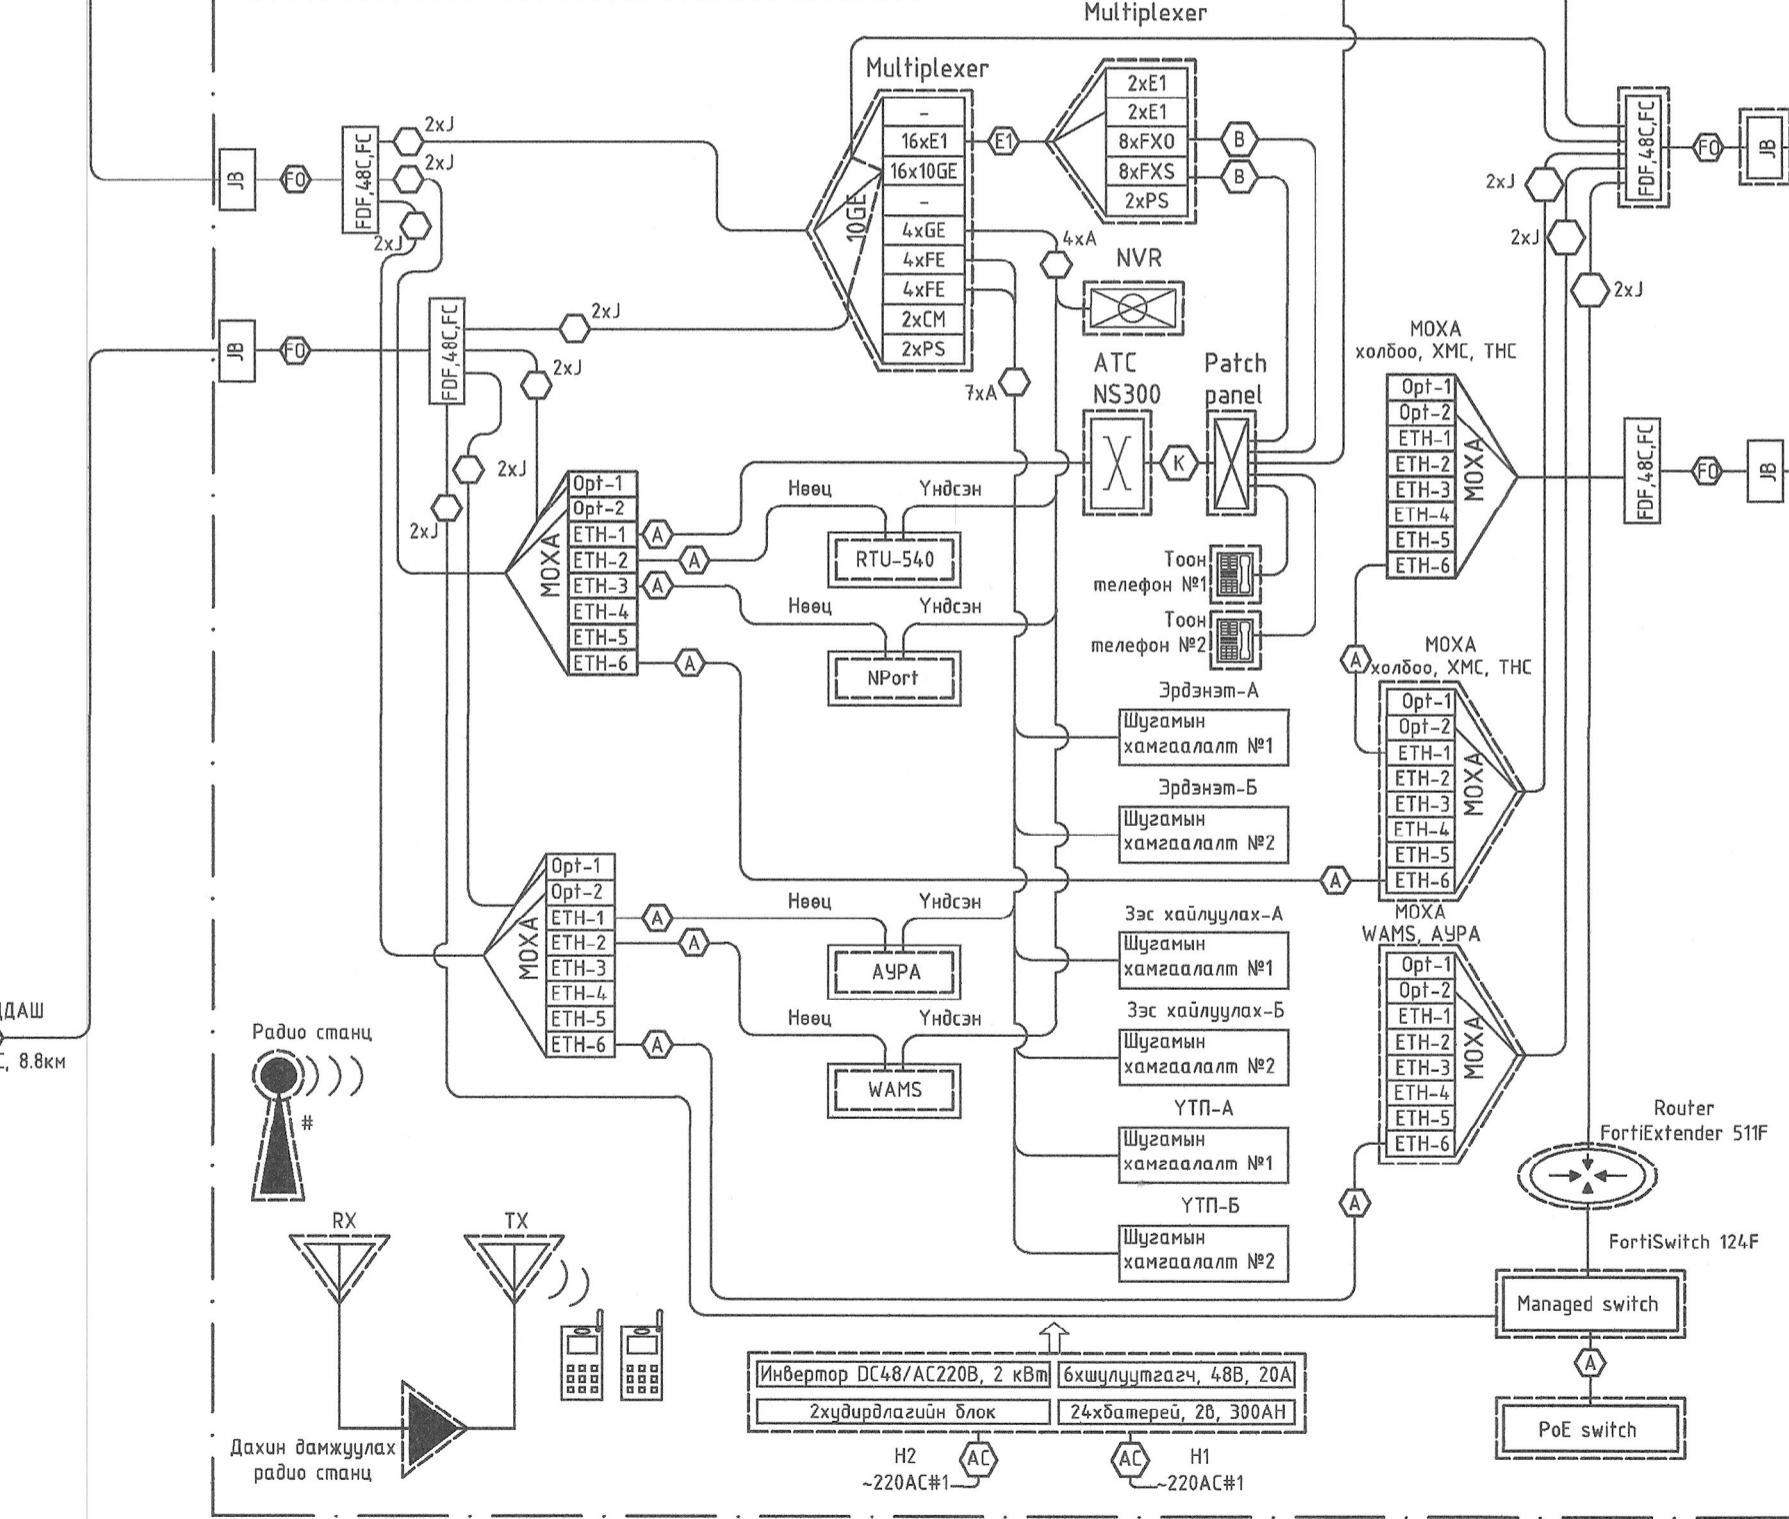 Multiplexer
Multiplexer
-
16xE1
16x10GE
-
4xGE
4xFE
4xFE
2xCM
2xPS
10GE
E1
2xE1
2xE1
8xFXO
8xFXS
2xPS
B
B
JB
FO
FDF,48C,FC
2xJ
2xJ
2xJ
JB
FO
FDF,48C,FC
2xJ
2xJ
2xJ
2xJ
4xA
7xA
NVR
АТС
NS300
K
Patch
panel
FDF,48C,FC
FO
JB
2xJ
2xJ
2xJ
MOXA
холбоо, ХМС, ТНС
Opt-1
Opt-2
ETH-1
ETH-2
ETH-3
ETH-4
ETH-5
ETH-6
MOXA
FDF,48C,FC
FO
JB
Opt-1
Opt-2
ETH-1
ETH-2
ETH-3
ETH-4
ETH-5
ETH-6
MOXA
A
A
A
A
Нөөц
Үндсэн
RTU-540
Нөөц
Үндсэн
NPort
Тоон
телефон №1
Тоон
телефон №2
A
MOXA
холбоо, ХМС, ТНС
Opt-1
Opt-2
ETH-1
ETH-2
ETH-3
ETH-4
ETH-5
ETH-6
MOXA
A
Эрдэнэт-А
Шугамын
хамгаалалт №1
Эрдэнэт-Б
Шугамын
хамгаалалт №2
Зэс хайлуулах-А
Шугамын
хамгаалалт №1
Зэс хайлуулах-Б
Шугамын
хамгаалалт №2
ҮТП-А
Шугамын
хамгаалалт №1
ҮТП-Б
Шугамын
хамгаалалт №2
Opt-1
Opt-2
ETH-1
ETH-2
ETH-3
ETH-4
ETH-5
ETH-6
MOXA
A
A
A
Нөөц
Үндсэн
АУРА
Нөөц
Үндсэн
WAMS
MOXA
WAMS, АУРА
Opt-1
Opt-2
ETH-1
ETH-2
ETH-3
ETH-4
ETH-5
ETH-6
MOXA
A
ДАШ
С, 8.8км
Радио станц
#
RX
TX
Дахин дамжуулах
радио станц
Router
FortiExtender 511F
FortiSwitch 124F
Managed switch
A
PoE switch
Инвертор DC48/AC220В, 2 кВт
6хшулуутгагч, 48В, 20А
2худирдлагийн блок
24хбатерей, 2в, 300АН
H2
AC
~220AC#1
AC
H1
~220AC#1